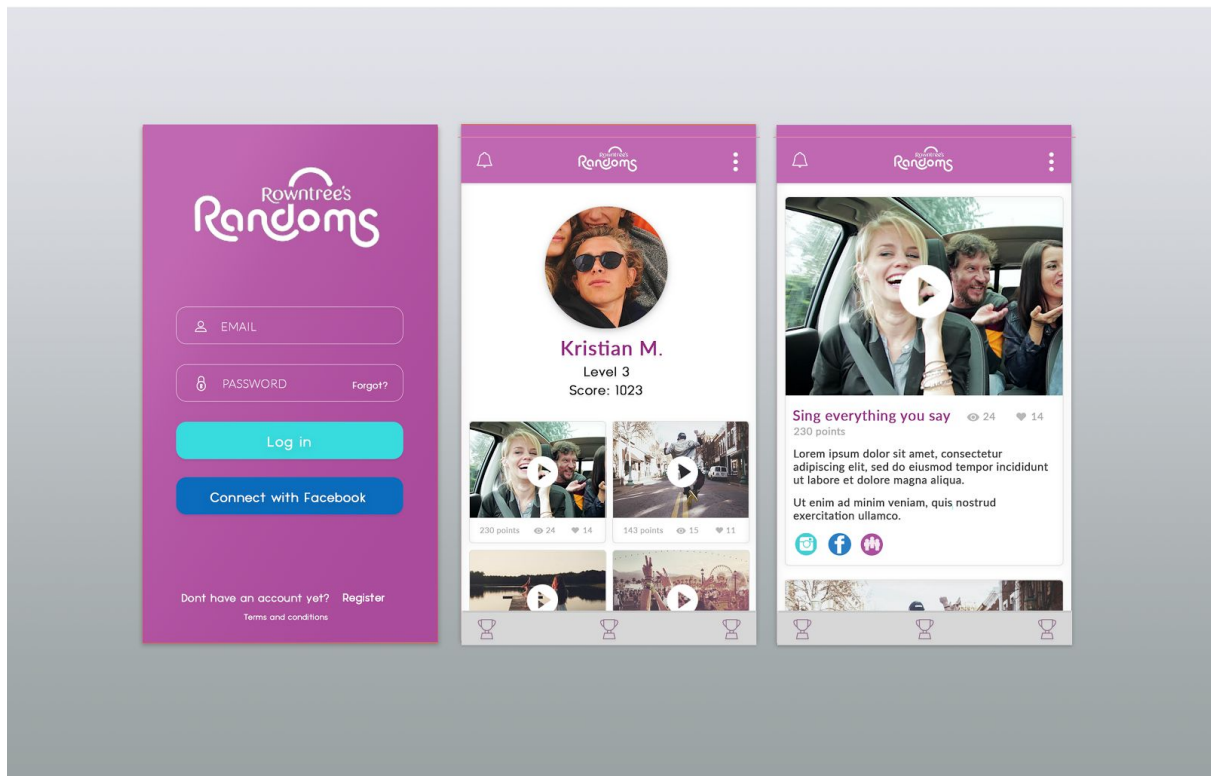 Rowntree's
Randoms
EMAIL
PASSWORD Forgot?
Log in
Connect with Facebook
Dont have an account yet? Register
Terms and conditions
Rowntree's
Randoms
Kristian M.
Level 3
Score: 1023
230 points 24 14
143 points 15 11
Rowntree's
Randoms
Sing everything you say 24 14
230 points
Lorem ipsum dolor sit amet, consectetur
adipiscing elit, sed do eiusmod tempor incididunt
ut labore et dolore magna aliqua.
Ut enim ad minim veniam, quis nostrud
exercitation ullamco.